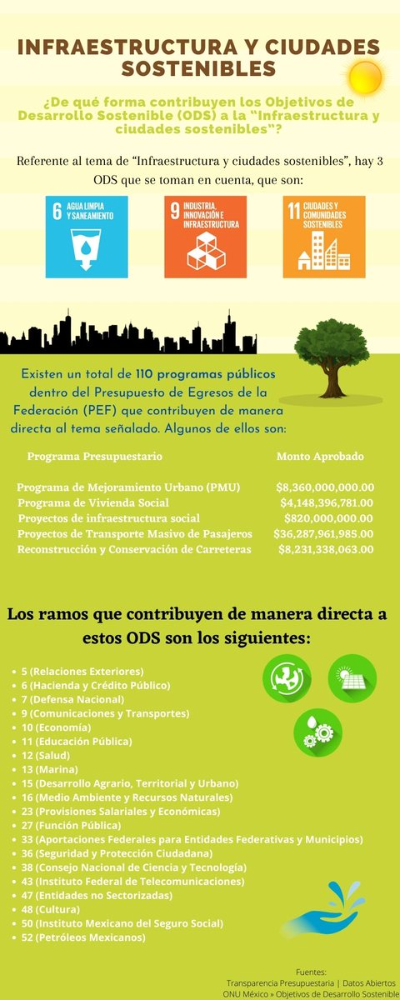 INFRAESTRUCTURA Y CIUDADES
SOSTENIBLES
¿De qué forma contribuyen los Objetivos de
Desarrollo Sostenible (ODS) a la "Infraestructura y
ciudades sostenibles"?
Referente al tema de "Infraestructura y ciudades sostenibles", hay 3
ODS que se toman en cuenta, que son:
6 AGUA LIMPIA
Y SANEAMIENTO
9 INDUSTRIA,
INNOVACIÓN E
INFRAESTRUCTURA
11 CIUDADES Y
COMUNIDADES
SOSTENIBLES
Existen un total de 110 programas públicos
dentro del Presupuesto de Egresos de la
Federación (PEF) que contribuyen de manera
directa al tema señalado. Algunos de ellos son:
Programa Presupuestario Monto Aprobado
Programa de Mejoramiento Urbano (PMU) $8,360,000,000.00
Programa de Vivienda Social $4,148,396,781.00
Proyectos de infraestructura social $820,000,000.00
Proyectos de Transporte Masivo de Pasajeros $36,287,961,985.00
Reconstrucción y Conservación de Carreteras $8,231,338,063.00
Los ramos que contribuyen de manera directa a
estos ODS son los siguientes:
• 5 (Relaciones Exteriores)
• 6 (Hacienda y Crédito Público)
• 7 (Defensa Nacional)
• 9 (Comunicaciones y Transportes)
• 10 (Economía)
• 11 (Educación Pública)
• 12 (Salud)
• 13 (Marina)
• 15 (Desarrollo Agrario, Territorial y Urbano)
• 16 (Medio Ambiente y Recursos Naturales)
• 23 (Provisiones Salariales y Económicas)
• 27 (Función Pública)
• 33 (Aportaciones Federales para Entidades Federativas y Municipios)
• 36 (Seguridad y Protección Ciudadana)
• 38 (Consejo Nacional de Ciencia y Tecnología)
• 43 (Instituto Federal de Telecomunicaciones)
• 47 (Entidades no Sectorizadas)
• 48 (Cultura)
• 50 (Instituto Mexicano del Seguro Social)
• 52 (Petróleos Mexicanos)
Fuentes:
Transparencia Presupuestaria | Datos Abiertos
ONU México » Objetivos de Desarrollo Sostenible